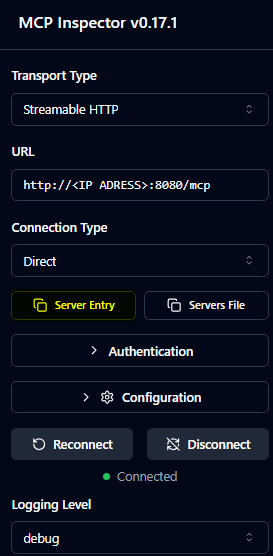 MCP Inspector v0.17.1
Transport Type
Streamable HTTP
URL
http://<IP ADRESS>:8080/mcp
Connection Type
Direct
Server Entry
Servers File
Authentication
Configuration
Reconnect
Disconnect
Connected
Logging Level
debug